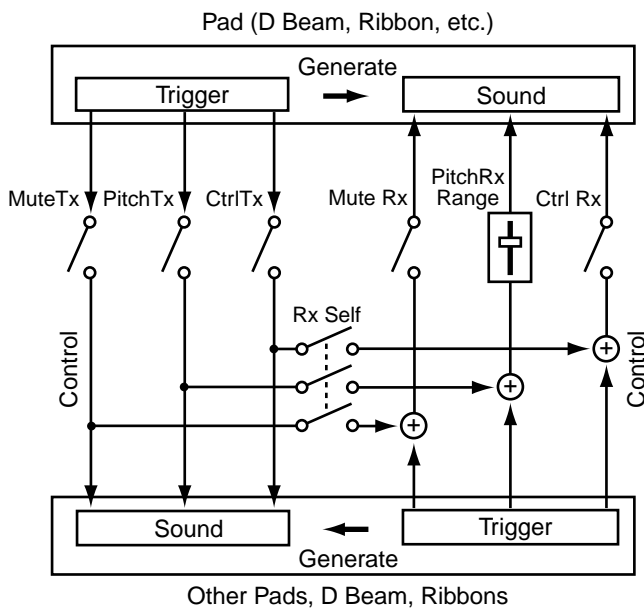 Pad (D Beam, Ribbon, etc.)
Generate
Trigger
Sound
MuteTx
PitchTx
CtrlTx
Mute Rx
PitchRx
Range
Ctrl Rx
Rx Self
Control
Control
+
+
+
Sound
Trigger
Generate
Other Pads, D Beam, Ribbons